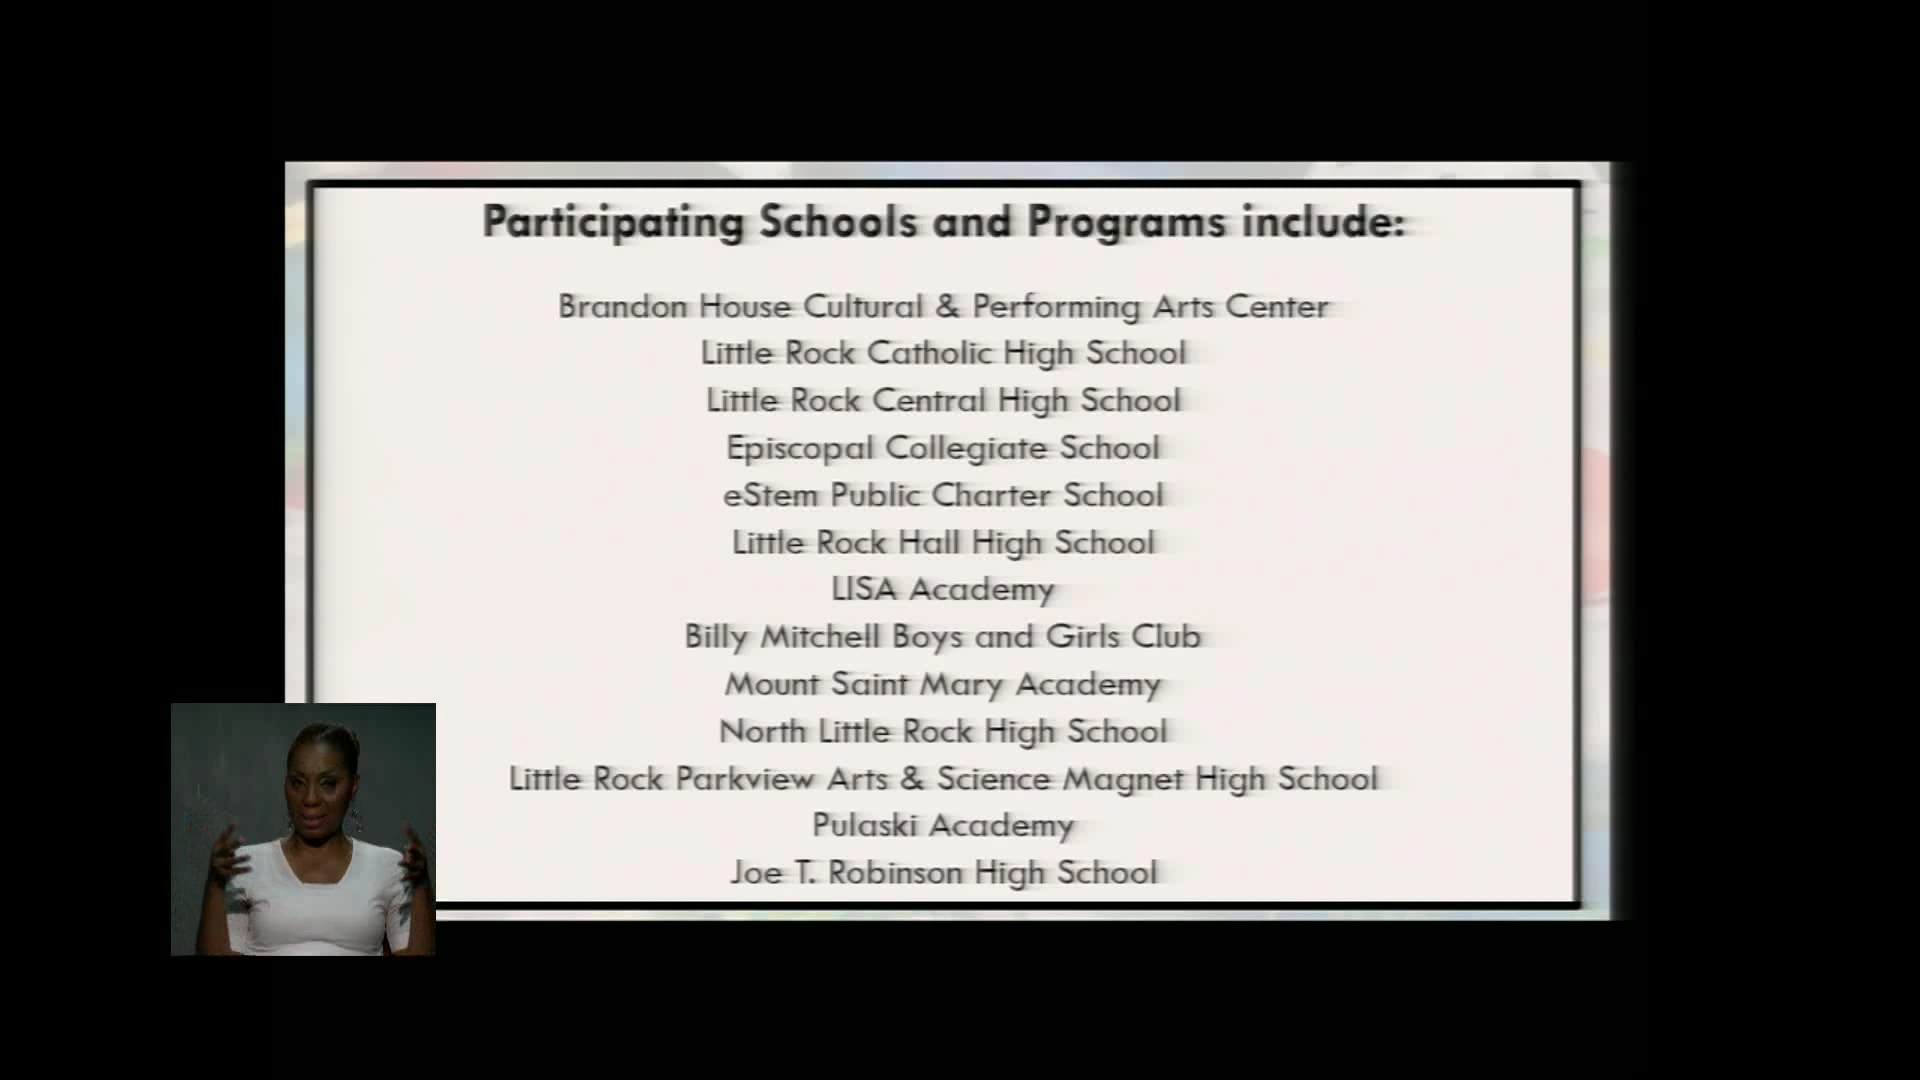 Participating Schools and Programs include:
Brandon House Cultural & Performing Arts Center
Little Rock Catholic High School
Little Rock Central High School
Episcopal Collegiate School
eStem Public Charter School
Little Rock Hall High School
LISA Academy
Billy Mitchell Boys and Girls Club
Mount Saint Mary Academy
North Little Rock High School
Little Rock Parkview Arts & Science Magnet High School
Pulaski Academy
Joe T. Robinson High School